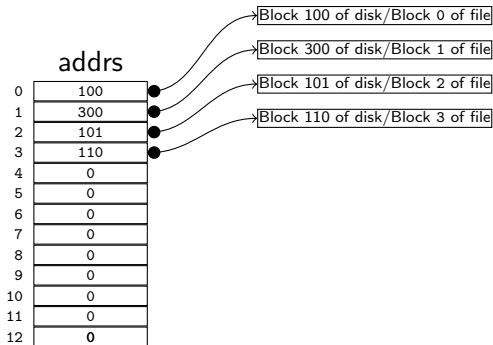 Block 100 of disk/Block 0 of file
Block 300 of disk/Block 1 of file
Block 101 of disk/Block 2 of file
Block 110 of disk/Block 3 of file
addrs
0 100
1 300
2 101
3 110
4 0
5 0
6 0
7 0
8 0
9 0
10 0
11 0
12 0